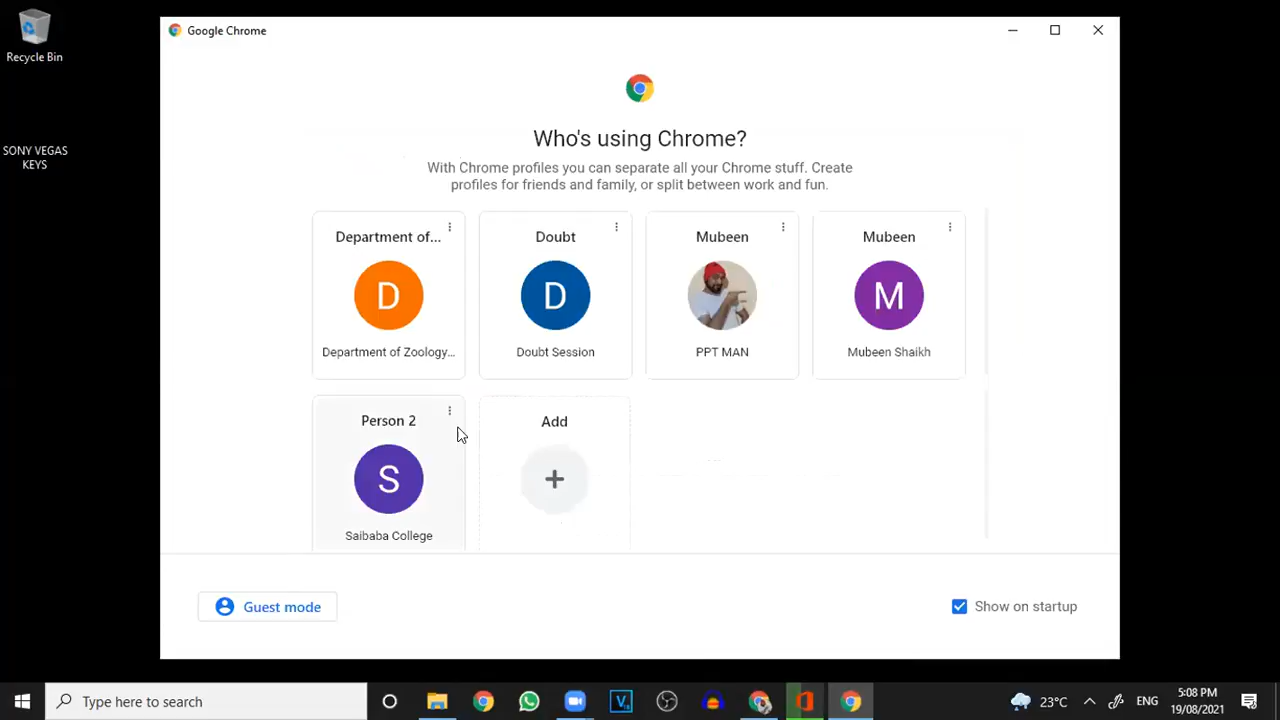 Recycle Bin
SONY VEGAS
KEYS
Google Chrome
Who's using Chrome?
With Chrome profiles you can separate all your Chrome stuff. Create
profiles for friends and family, or split between work and fun.
Department of...
D
Department of Zoology...
Doubt
D
Doubt Session
Mubeen
PPT MAN
Mubeen
M
Mubeen Shaikh
Person 2
S
Saibaba College
Add
Guest mode
Show on startup
Type here to search
23°C
ENG
5:08 PM
19/08/2021